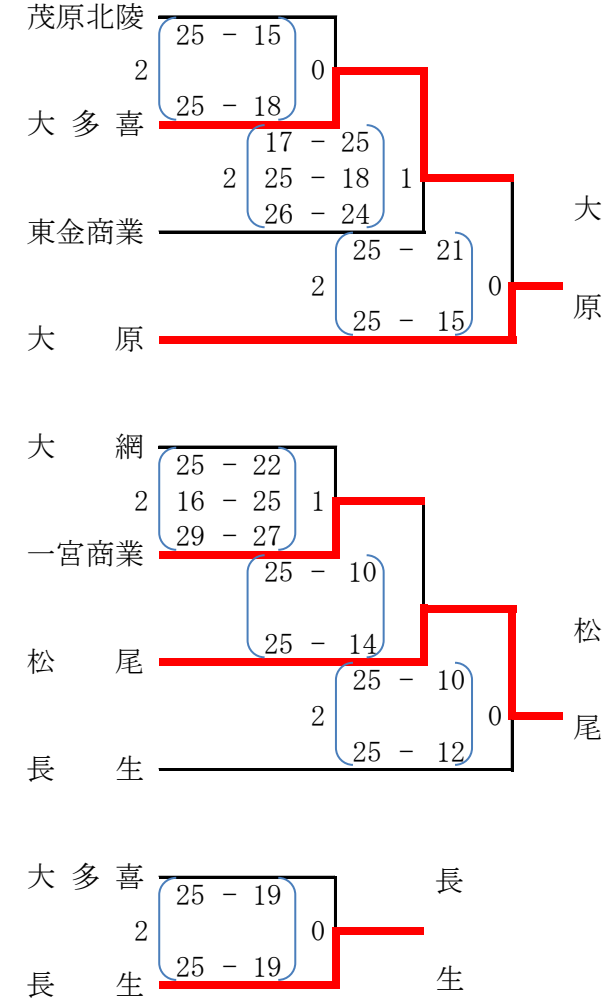 茂原北陵
25 - 15
2 0
25 - 18
大多喜
17 - 25
2 25 - 18 1
26 - 24
東金商業
25 - 21
2 0
25 - 15
大原
大原
大網
25 - 22
2 16 - 25 1
29 - 27
一宮商業
25 - 10
25 - 14
松尾
25 - 10
2 0
25 - 12
長生
松尾
大多喜
25 - 19
2 0
25 - 19
長生
長生